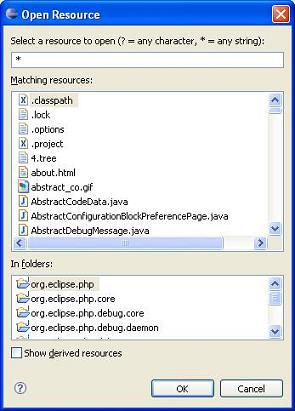 Open Resource
Select a resource to open (? = any character, * = any string):
*
Matching resources:
.classpath
.lock
.options
.project
4.tree
about.html
abstract_co.gif
AbstractCodeData.java
AbstractConfigurationBlockPreferencePage.java
AbstractDebugMessage.java
In folders:
org.eclipse.php
org.eclipse.php.core
org.eclipse.php.debug.core
org.eclipse.php.debug.daemon
Show derived resources
?
OK
Cancel